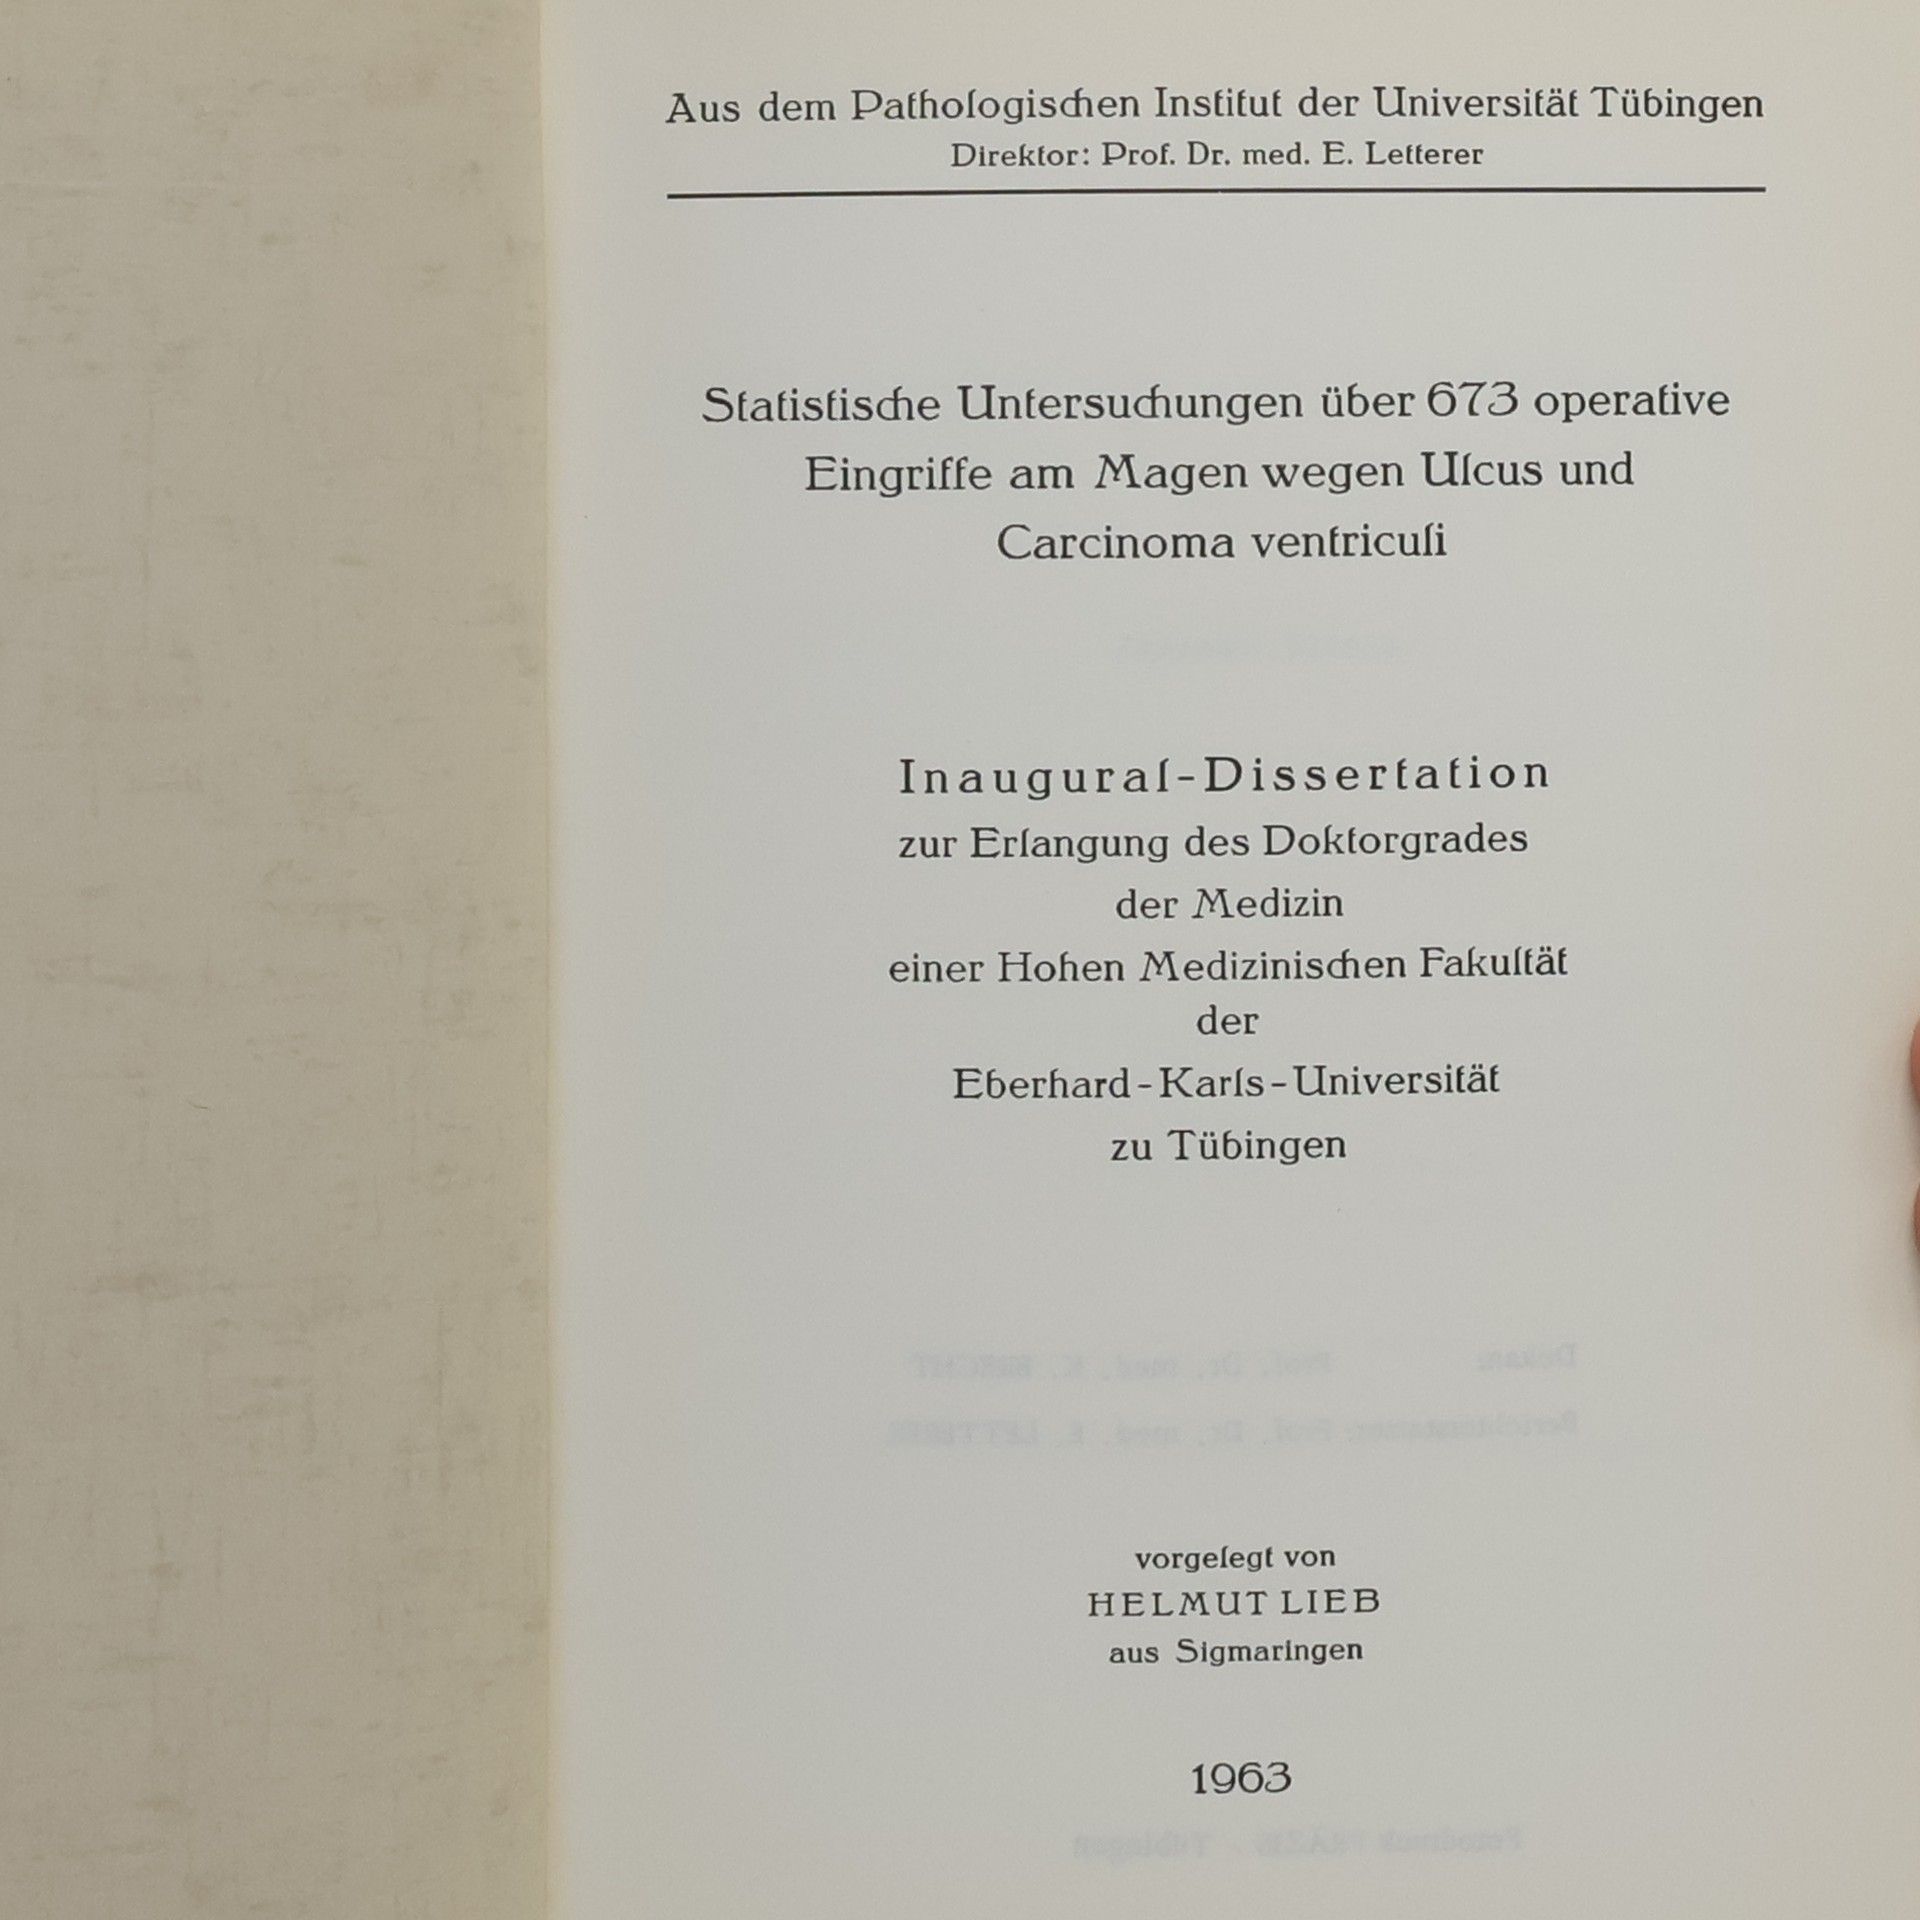 Aus dem Pathologischen Institut der Universität Tübingen
Direktor: Prof. Dr. med. E. Letterer
Statistische Untersuchungen über 673 operative
Eingriffe am Magen wegen Ulcus und
Carcinoma ventriculi
Inaugural-Dissertation
zur Erlangung des Doktorgrades
der Medizin
einer Hohen Medizinischen Fakultät
der
Eberhard-Karls-Universität
zu Tübingen
vorgelegt von
HELMUT LIEB
aus Sigmaringen
1963